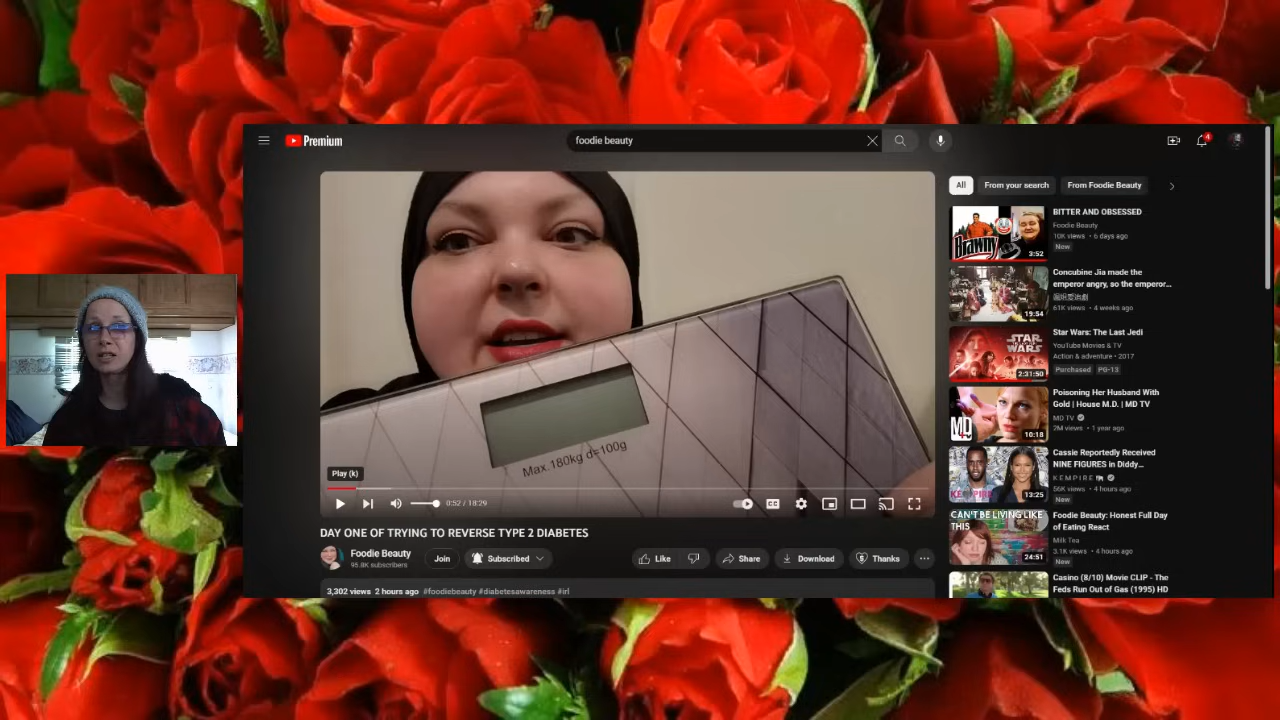 Premium
foodie beauty
4
All
From your search
From Foodie Beauty
Max.180kg d=100g
Play (k)
0:52 / 18:29
CC
DAY ONE OF TRYING TO REVERSE TYPE 2 DIABETES
Foodie Beauty
95.8K subscribers
Join
Subscribed
Like
Share
Download
Thanks
3,302 views 2 hours ago #foodiebeauty #diabetesawareness #irl
Brawny
3:52
BITTER AND OBSESSED
Foodie Beauty
10K views • 6 days ago
New
19:54
Concubine Jia made the
emperor angry, so the emperor...
61K views • 4 weeks ago
STAR
WARS
2:31:50
Star Wars: The Last Jedi
YouTube Movies & TV
Action & adventure • 2017
Purchased
PG-13
MD
10:18
Poisoning Her Husband With
Gold | House M.D. | MD TV
MD TV
2M views • 1 year ago
13:25
Cassie Reportedly Received
NINE FIGURES in Diddy...
KEMPIRE
56K views • 4 hours ago
New
CAN'T BE LIVING LIKE
THIS
24:51
Foodie Beauty: Honest Full Day
of Eating React
Milk Tea
3.1K views • 4 hours ago
New
Casino (8/10) Movie CLIP - The
Feds Run Out of Gas (1995) HD